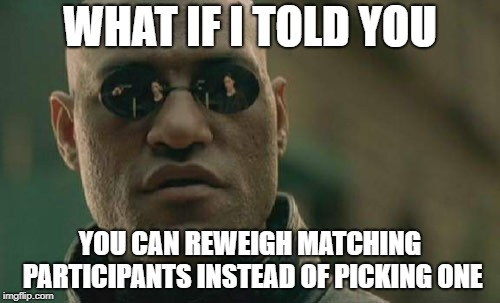 WHAT IF I TOLD YOU
YOU CAN REWEIGH MATCHING
PARTICIPANTS INSTEAD OF PICKING ONE
imgflip.com